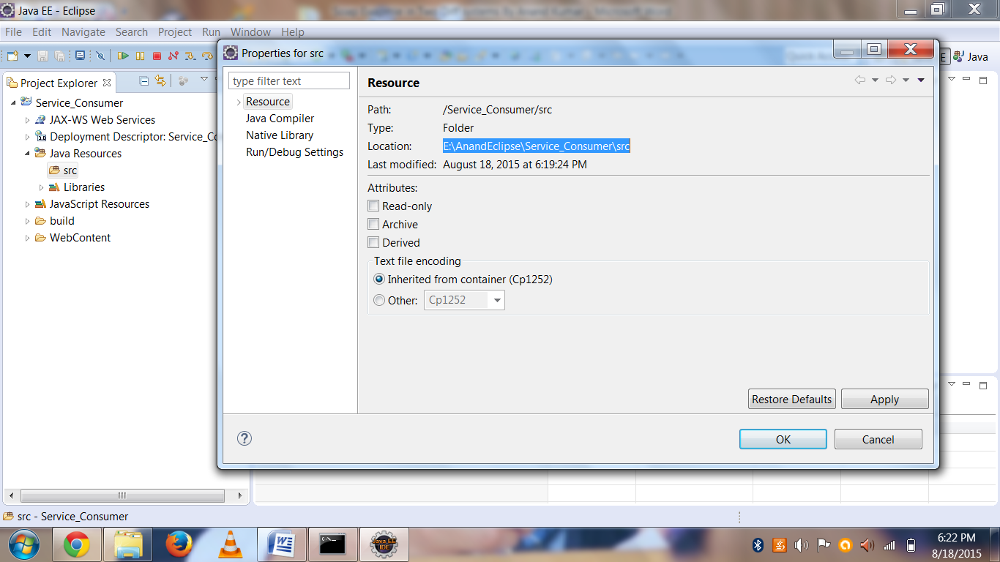 Java EE - Eclipse
File Edit Navigate Search Project Run Window Help
Properties for src
Java
Project Explorer
Service_Consumer
JAX-WS Web Services
Deployment Descriptor: Service_Co
Java Resources
src
Libraries
JavaScript Resources
build
WebContent
type filter text
Resource
Java Compiler
Native Library
Run/Debug Settings
Resource
Path: /Service_Consumer/src
Type: Folder
Location: E:\AnandEclipse\Service_Consumer\src
Last modified: August 18, 2015 at 6:19:24 PM
Attributes:
Read-only
Archive
Derived
Text file encoding
Inherited from container (Cp1252)
Other: Cp1252
Restore Defaults Apply
OK Cancel
src - Service_Consumer
Java EE
IDE
6:22 PM
8/18/2015